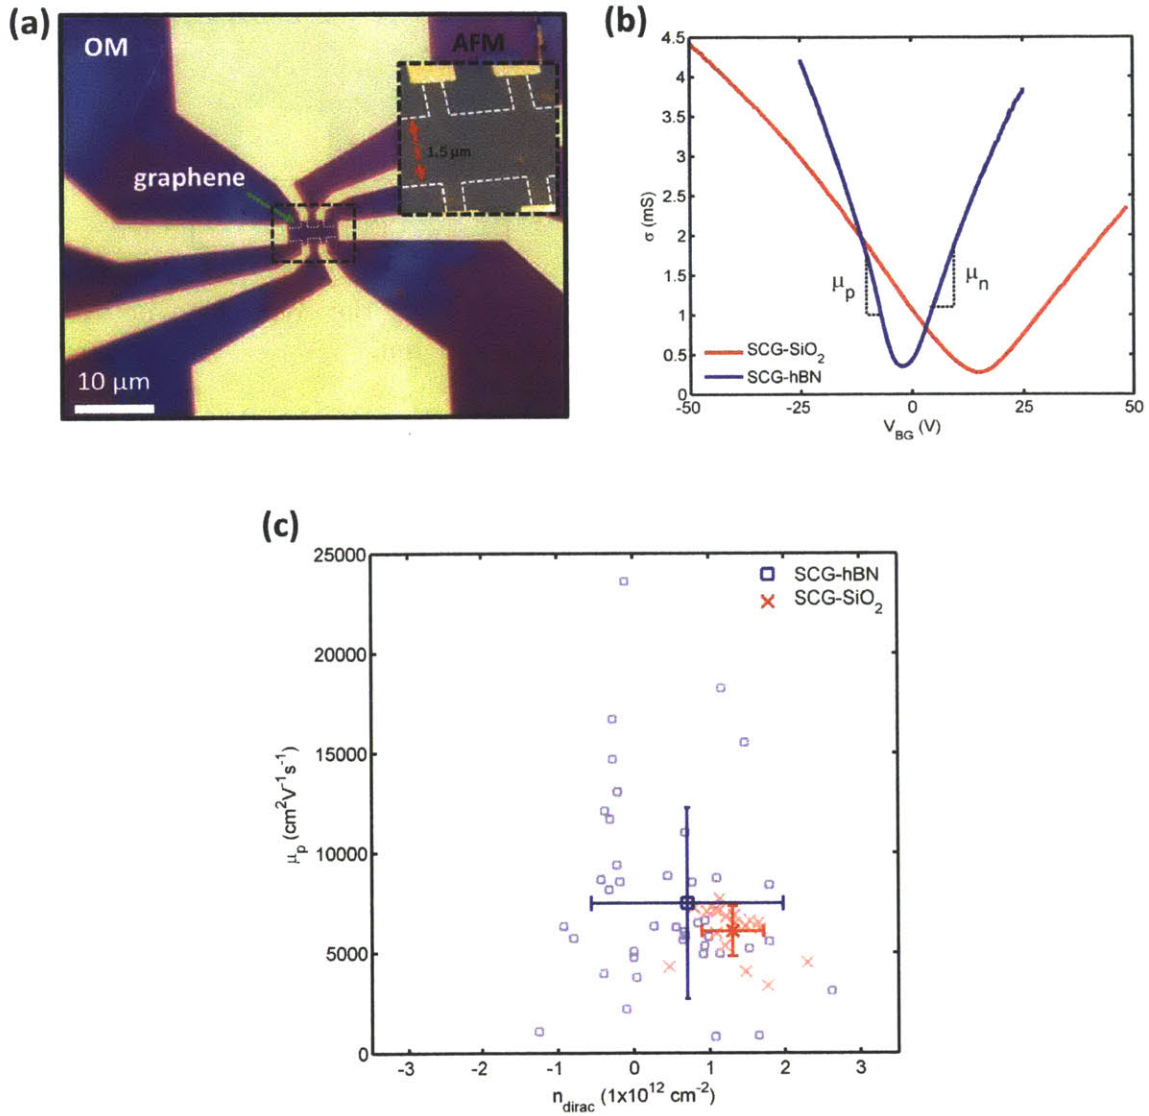 (a)
OM
AFM
1.5 μm
graphene
10 μm
(b)
4.5
4
3.5
3
2.5
2
1.5
1
0.5
0
σ (mS)
μp
μn
SCG-SiO2
SCG-hBN
-50
-25
0
25
50
VBG (V)
(c)
25000
20000
15000
10000
5000
0
μp (cm2V-1s-1)
SCG-hBN
SCG-SiO2
-3
-2
-1
0
1
2
3
ndirac (1x1012 cm-2)